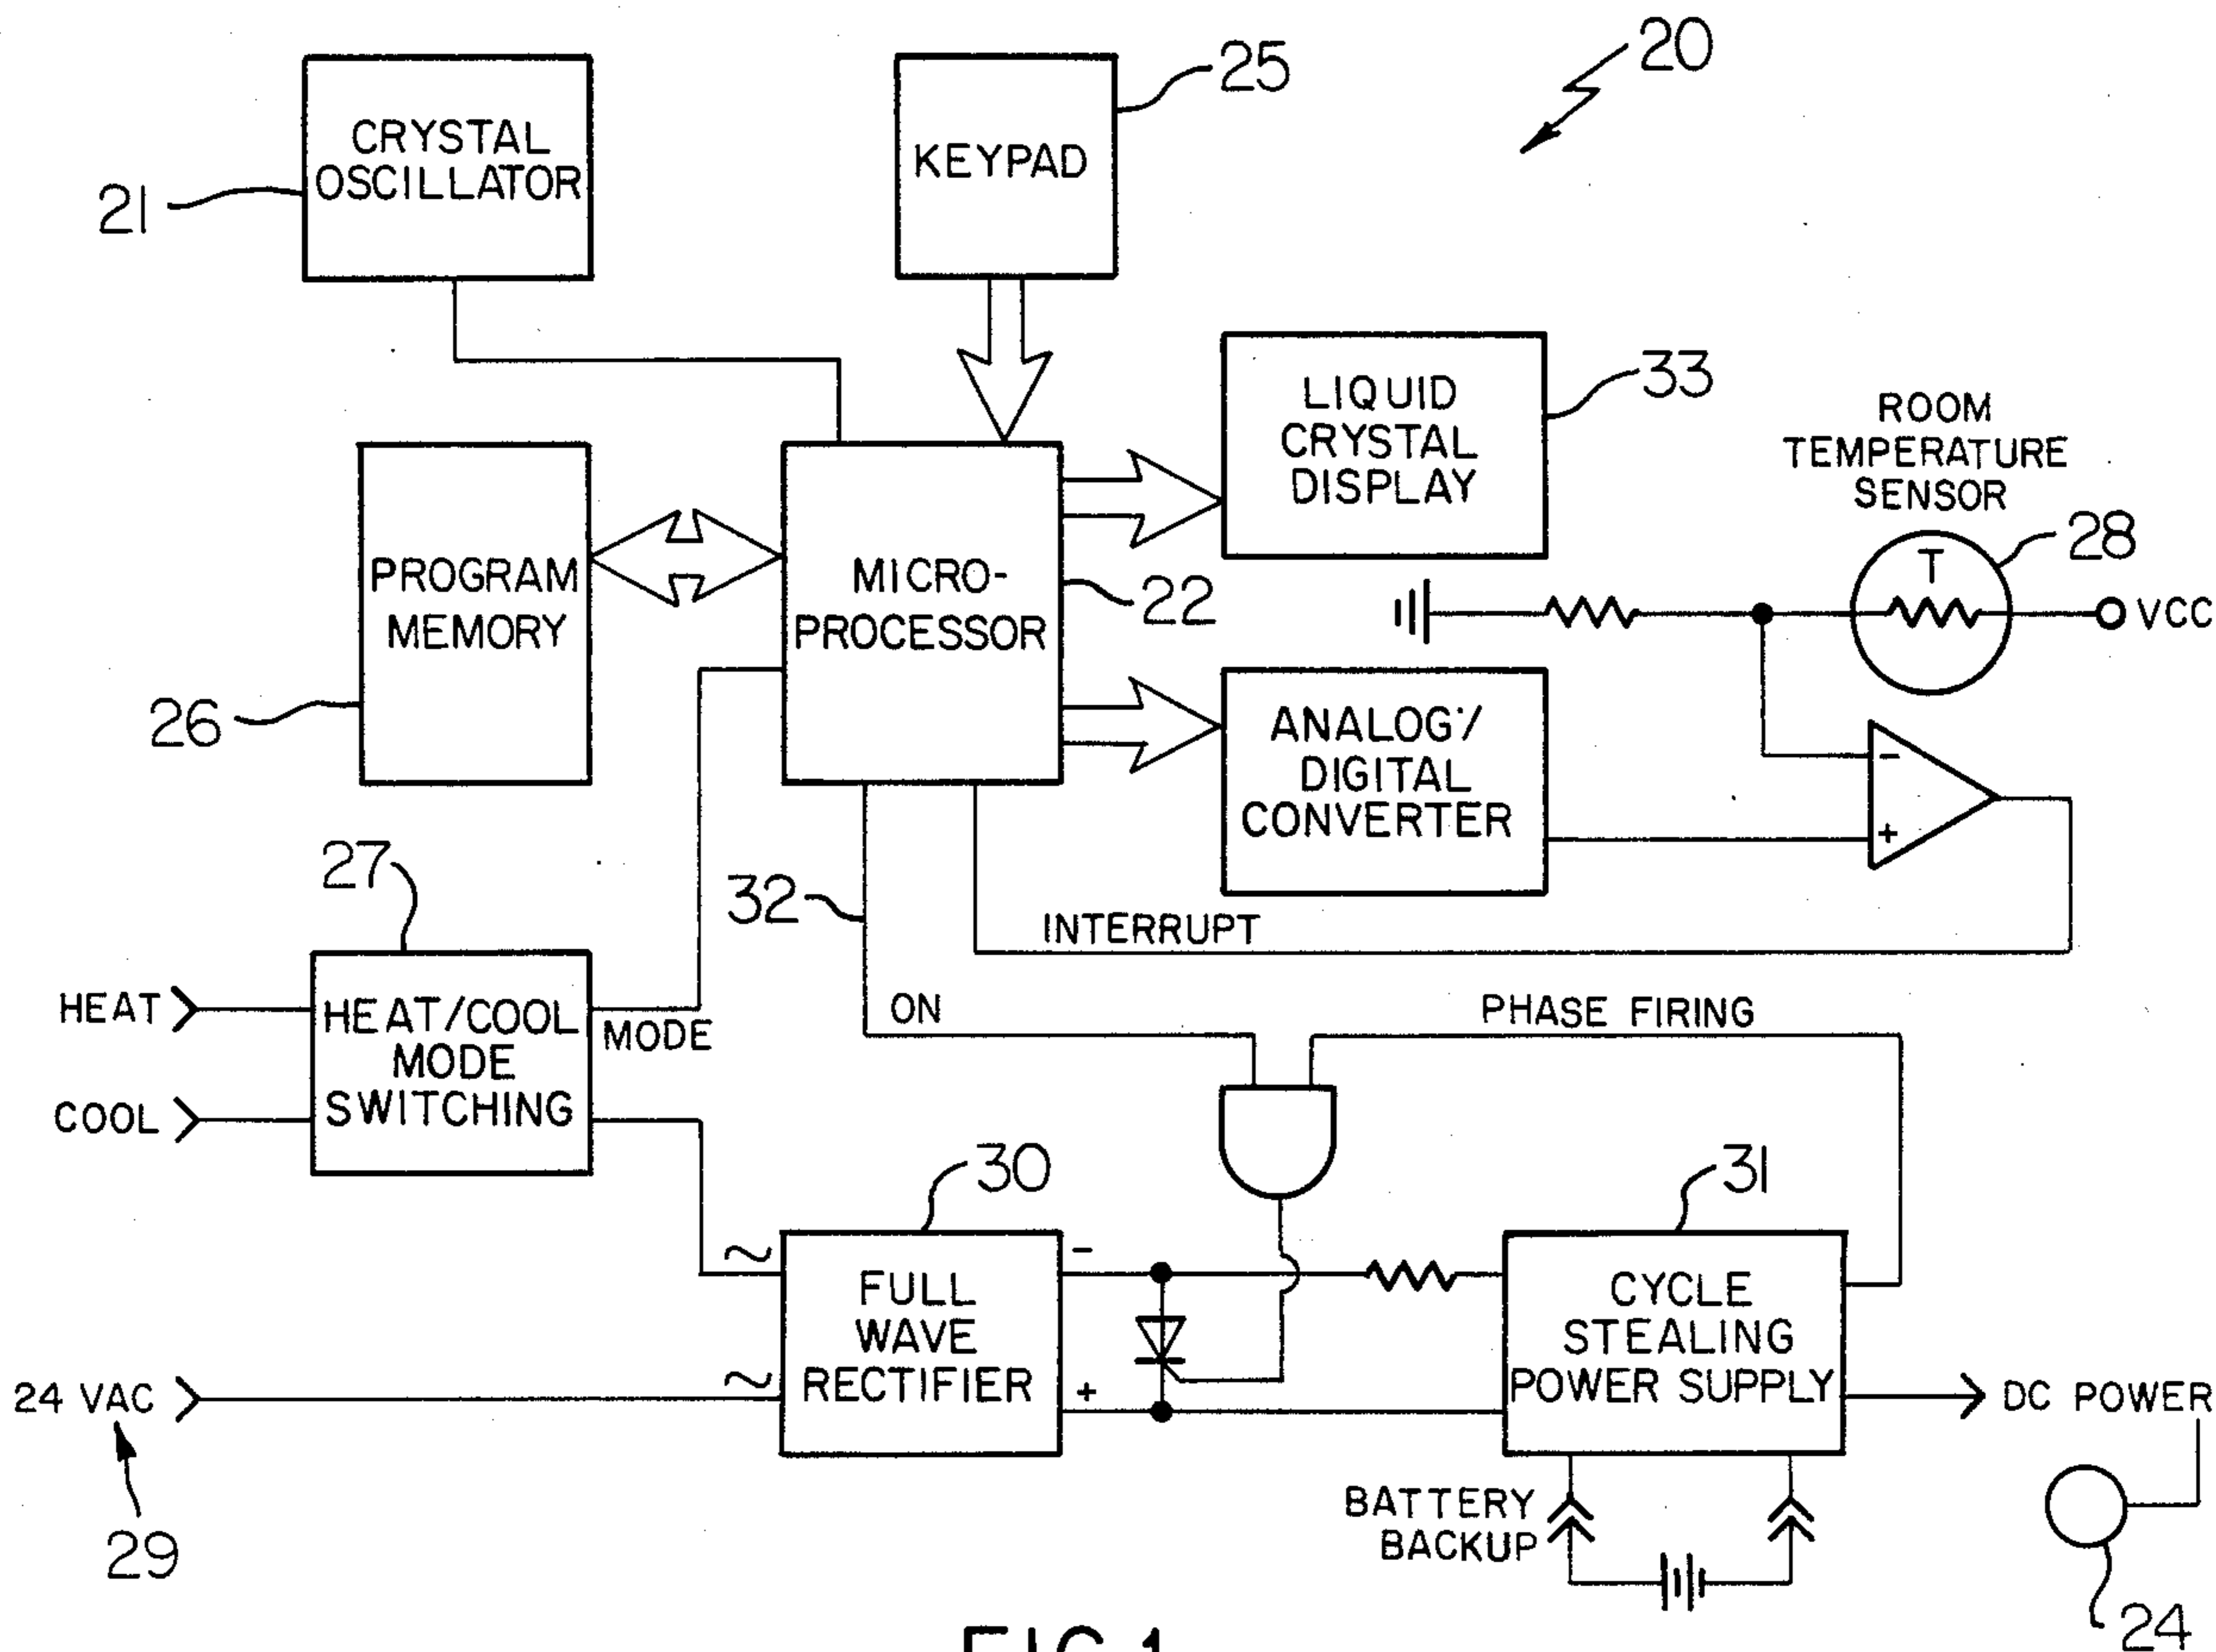 20
25
CRYSTAL
OSCILLATOR
KEYPAD
21
33
LIQUID
CRYSTAL
DISPLAY
ROOM
TEMPERATURE
SENSOR
28
T
PROGRAM
MEMORY
MICRO-
PROCESSOR
22
VCC
26
ANALOG/
DIGITAL
CONVERTER
-
+
27
32
INTERRUPT
HEAT
HEAT/COOL
MODE
SWITCHING
MODE
ON
PHASE FIRING
COOL
30
31
~
-
FULL
WAVE
RECTIFIER
CYCLE
STEALING
POWER SUPPLY
24 VAC
~
+
DC POWER
29
BATTERY
BACKUP
24
FIG.1